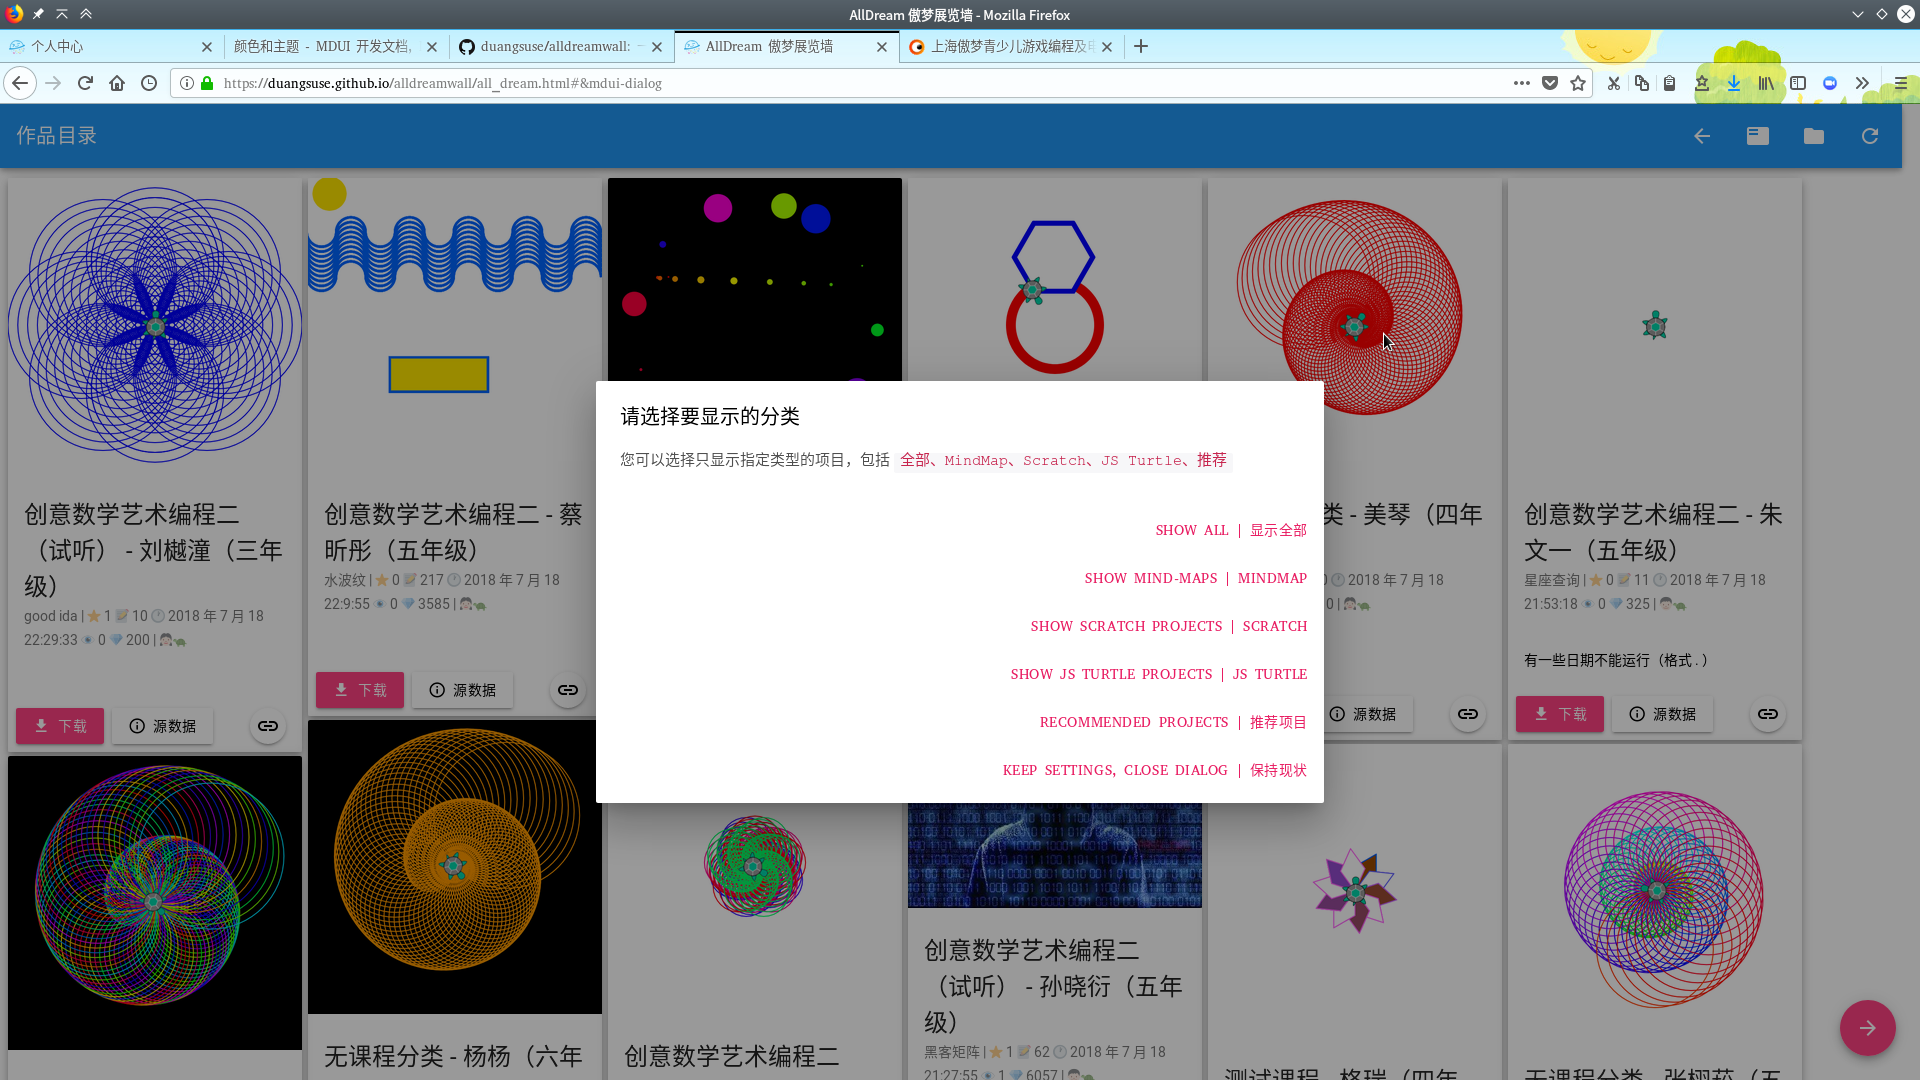 AllDream 傲梦展览墙 - Mozilla Firefox
个人中心
颜色和主题 - MDUI 开发文档,
duangsuse/alldreamwall:
AllDream 傲梦展览墙
上海傲梦青少儿游戏编程及
https://duangsuse.github.io/alldreamwall/all_dream.html#&mdui-dialog
作品目录
请选择要显示的分类
您可以选择只显示指定类型的项目，包括 全部、MindMap、Scratch、JS Turtle、推荐
SHOW ALL | 显示全部
SHOW MIND-MAPS | MINDMAP
SHOW SCRATCH PROJECTS | SCRATCH
SHOW JS TURTLE PROJECTS | JS TURTLE
RECOMMENDED PROJECTS | 推荐项目
KEEP SETTINGS, CLOSE DIALOG | 保持现状
创意数学艺术编程二
（试听） - 刘樾潼（三年
级）
good ida | ⭐ 1 📝 10 🕐 2018 年 7 月 18
22:29:33 👁 0 💎 200 |
下载
源数据
创意数学艺术编程二 - 蔡
昕彤（五年级）
水波纹 | ⭐ 0 📝 217 🕐 2018 年 7 月 18
22:9:55 👁 0 💎 3585 |
下载
源数据
类 - 美琴（四年
0 🕐 2018 年 7 月 18
0 |
源数据
创意数学艺术编程二 - 朱
文一（五年级）
星座查询 | ⭐ 0 📝 11 🕐 2018 年 7 月 18
21:53:18 👁 0 💎 325 |
有一些日期不能运行（格式.）
下载
源数据
无课程分类 - 杨杨（六年
创意数学艺术编程二
创意数学艺术编程二
（试听） - 孙晓衍（五年
级）
黑客矩阵 | ⭐ 1 📝 62 🕐 2018 年 7 月 18
21:27:55 👁 1 💎 6057 |
测试课程 - 格瑞（四年
无课程分类 - 张栩菘（五